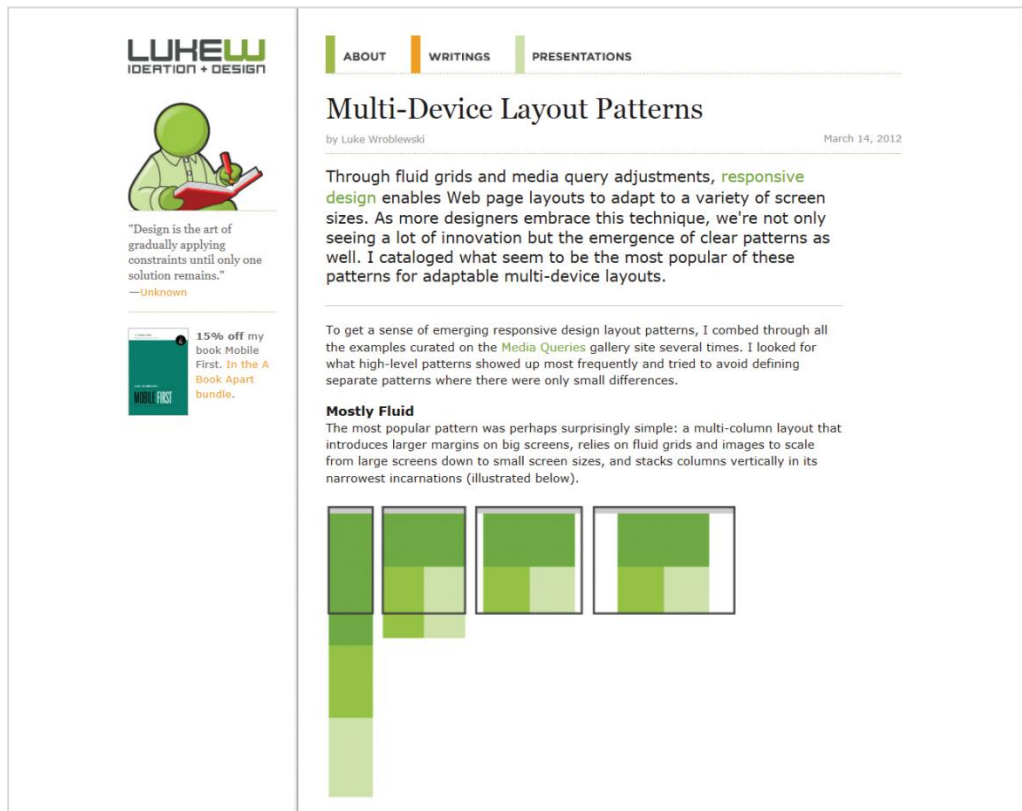 LUKEW
IDEATION + DESIGN
"Design is the art of
gradually applying
constraints until only one
solution remains."
—Unknown
15% off my
book Mobile
First. In the A
Book Apart
bundle.
MOBILE FIRST
ABOUT
WRITINGS
PRESENTATIONS
Multi-Device Layout Patterns
by Luke Wroblewski
March 14, 2012
Through fluid grids and media query adjustments, responsive
design enables Web page layouts to adapt to a variety of screen
sizes. As more designers embrace this technique, we're not only
seeing a lot of innovation but the emergence of clear patterns as
well. I cataloged what seem to be the most popular of these
patterns for adaptable multi-device layouts.
To get a sense of emerging responsive design layout patterns, I combed through all
the examples curated on the Media Queries gallery site several times. I looked for
what high-level patterns showed up most frequently and tried to avoid defining
separate patterns where there were only small differences.
Mostly Fluid
The most popular pattern was perhaps surprisingly simple: a multi-column layout that
introduces larger margins on big screens, relies on fluid grids and images to scale
from large screens down to small screen sizes, and stacks columns vertically in its
narrowest incarnations (illustrated below).